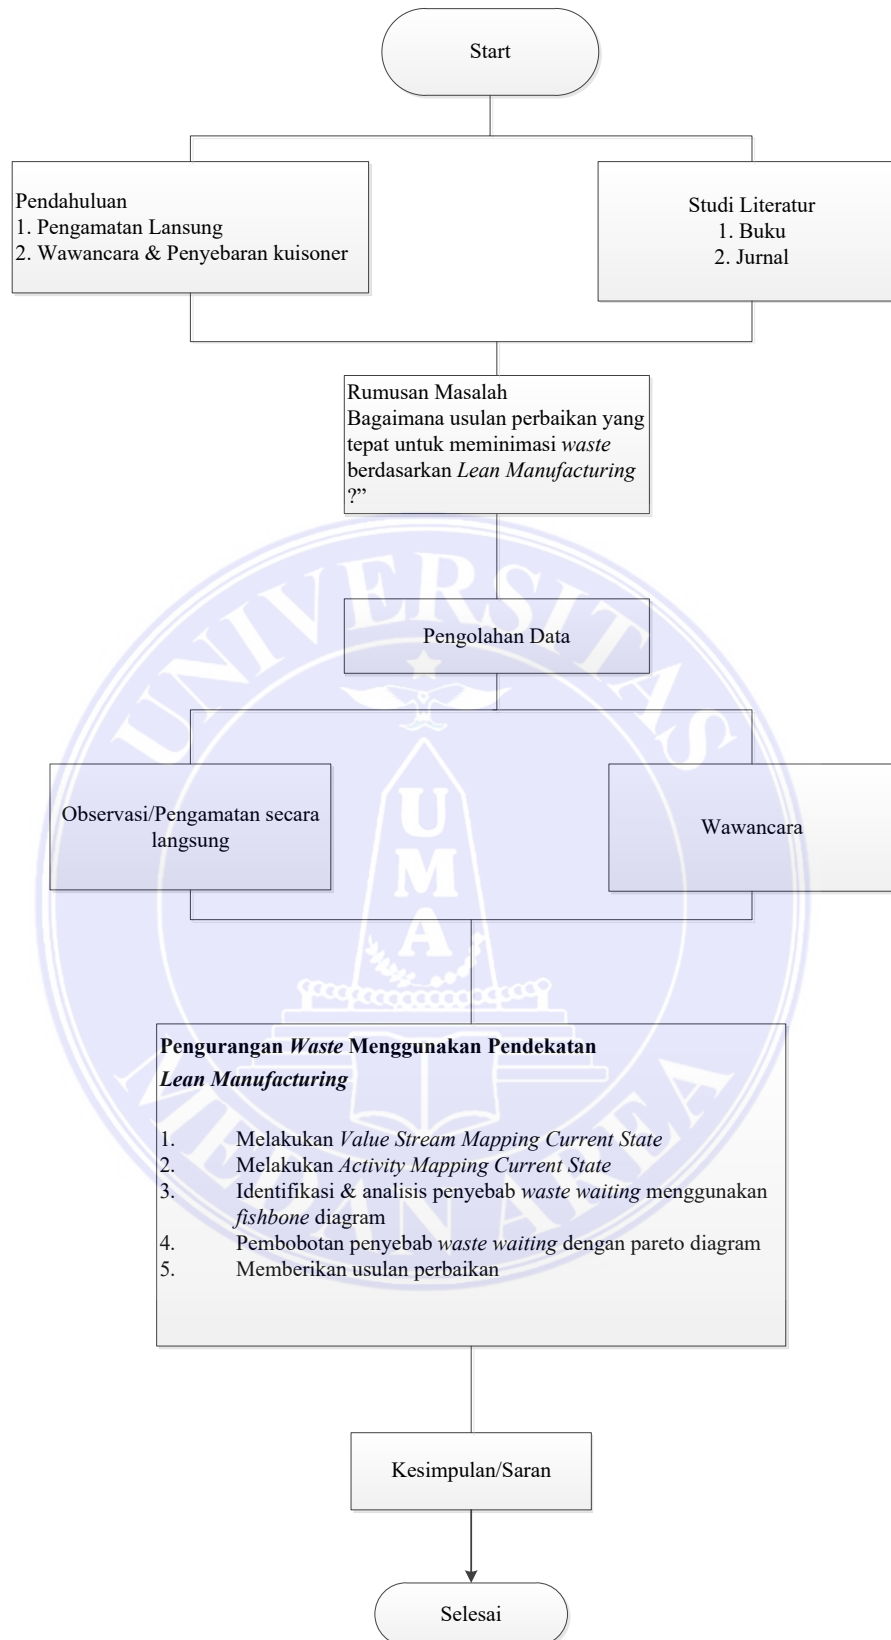 Start
Pendahuluan
1. Pengamatan Lansung
2. Wawancara & Penyebaran kuisoner
Studi Literatur
1. Buku
2. Jurnal
Rumusan Masalah
Bagaimana usulan perbaikan yang
tepat untuk meminimasi waste
berdasarkan Lean Manufacturing
?”
Pengolahan Data
Observasi/Pengamatan secara
langsung
Wawancara
Pengurangan Waste Menggunakan Pendekatan
Lean Manufacturing
1. Melakukan Value Stream Mapping Current State
2. Melakukan Activity Mapping Current State
3. Identifikasi & analisis penyebab waste waiting menggunakan
fishbone diagram
4. Pembobotan penyebab waste waiting dengan pareto diagram
5. Memberikan usulan perbaikan
Kesimpulan/Saran
Selesai
UNIVERSITAS
UMA
MEDAN AREA